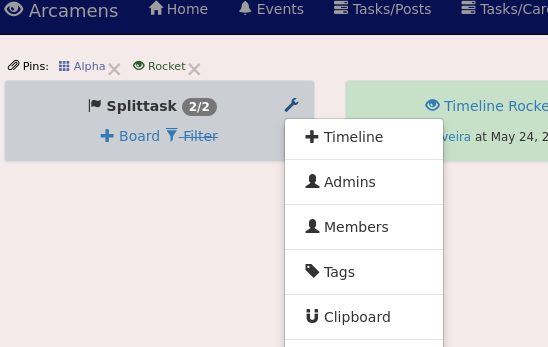 Arcamens Home Events Tasks/Posts Tasks/Car
Pins: Alpha Rocket
Splittask 2/2
Timeline Rocke
Board Filter
veira at May 24, 2
Timeline
Admins
Members
Tags
Clipboard